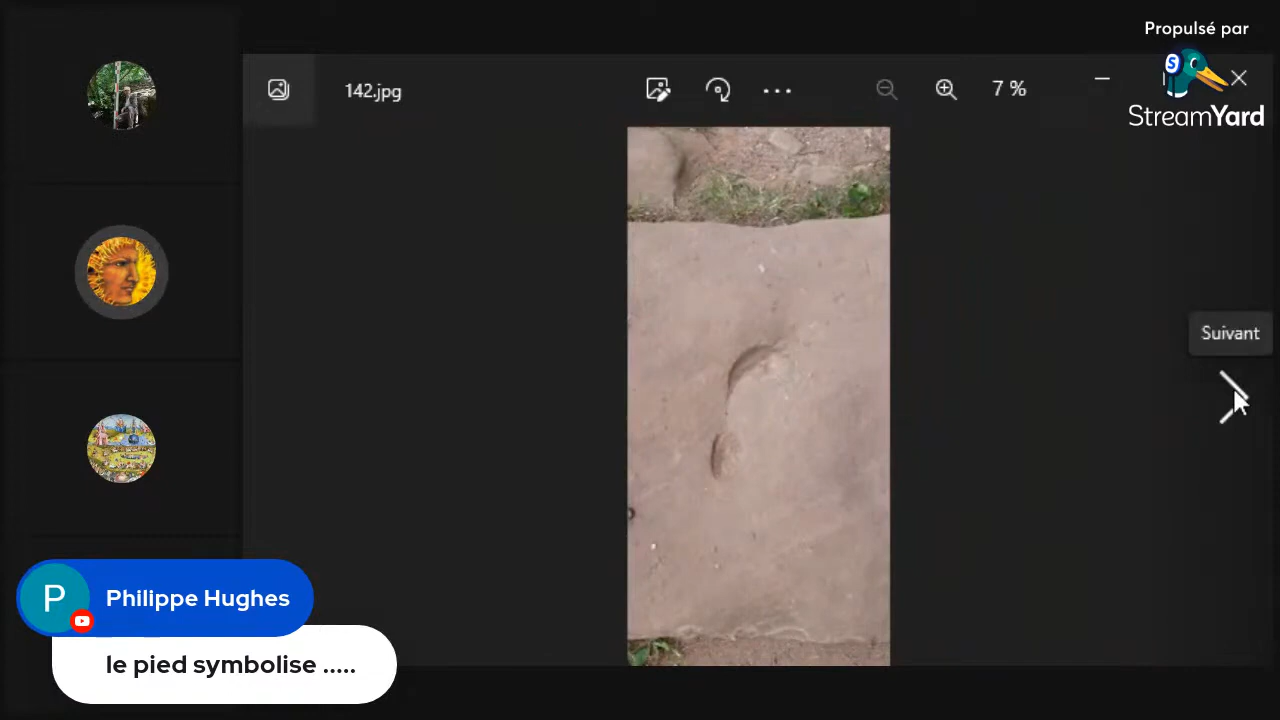 Propulsé par
StreamYard
142.jpg
7 %
Suivant
P
Philippe Hughes
le pied symbolise .....